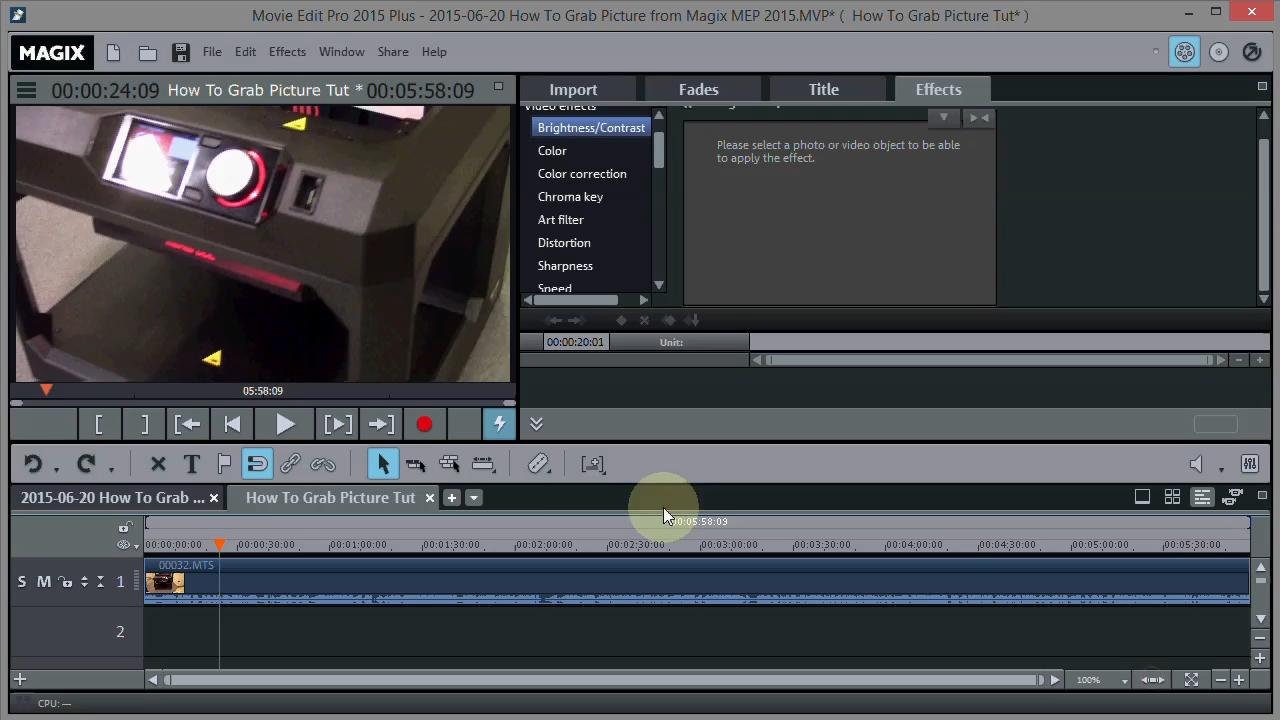 Movie Edit Pro 2015 Plus - 2015-06-20 How To Grab Picture from Magix MEP 2015.MVP* ( How To Grab Picture Tut* )
MAGIX File Edit Effects Window Share Help
00:00:24:09 How To Grab Picture Tut * 00:05:58:09
Import Fades Title Effects
Video effects
Brightness/Contrast
Color
Color correction
Chroma key
Art filter
Distortion
Sharpness
Speed
Please select a photo or video object to be able
to apply the effect.
00:00:20:01 Unit:
05:58:09
2015-06-20 How To Grab ... How To Grab Picture Tut
00:05:58:09
00:00:00:00 00:00:30:00 00:01:00:00 00:01:30:00 00:02:00:00 00:02:30:00 00:03:00:00 00:03:30:00 00:04:00:00 00:04:30:00 00:05:00:00 00:05:30:00
00032.MTS
S M 1
2
100%
CPU: —